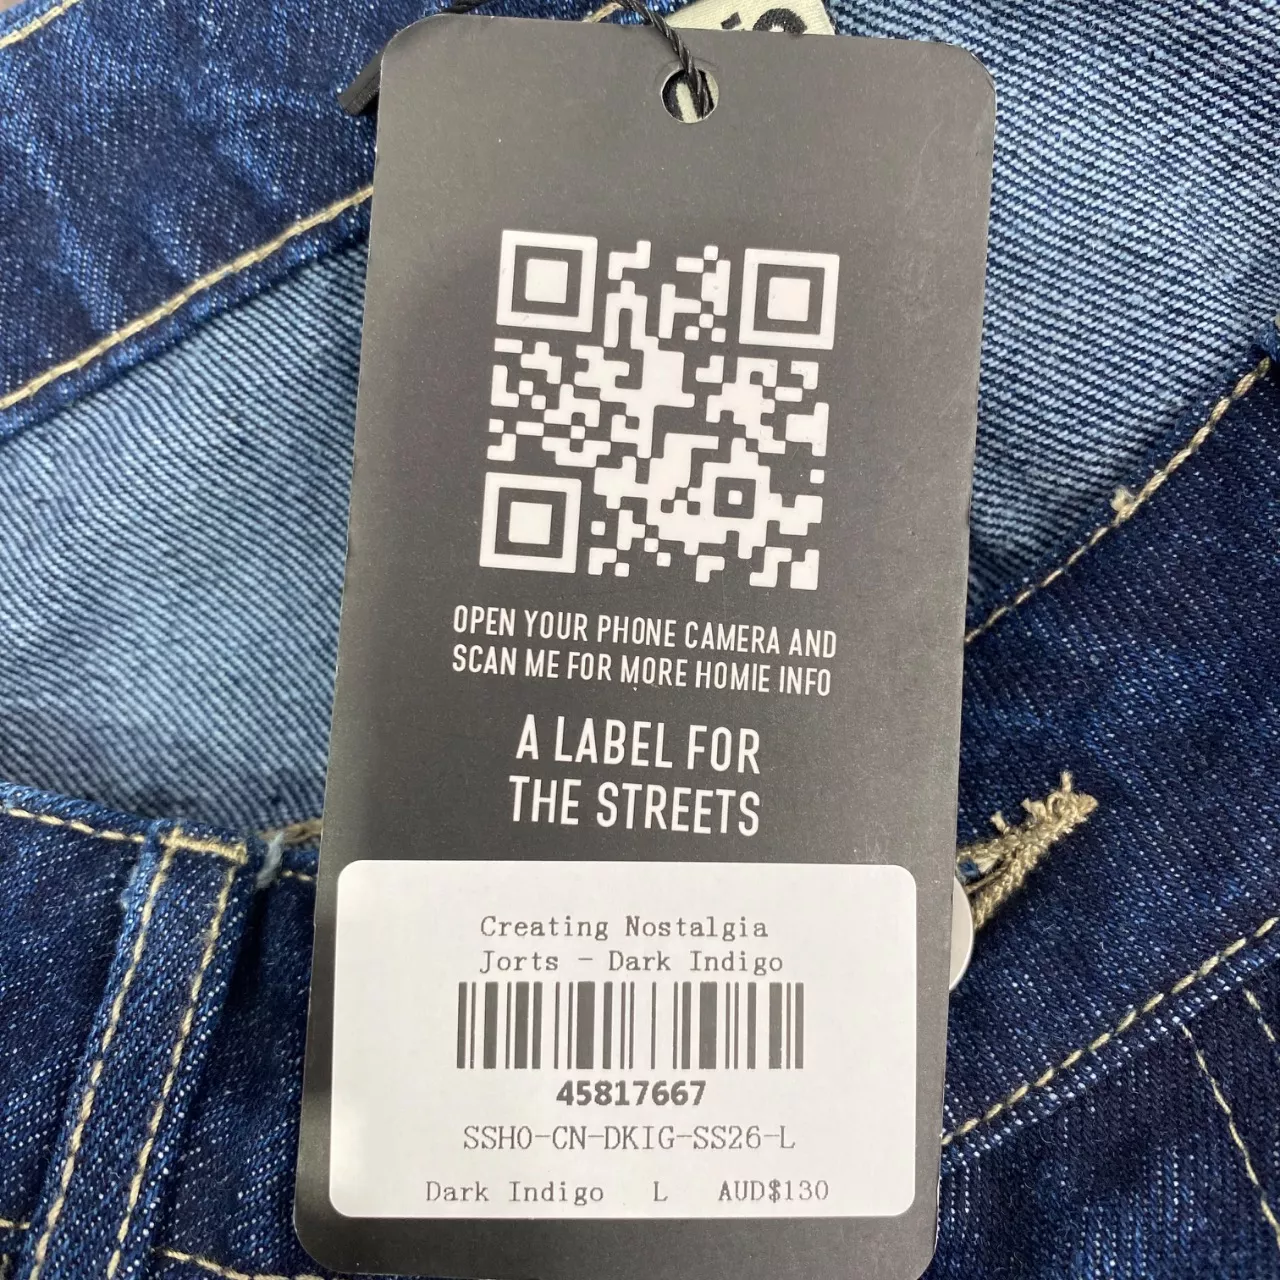 OPEN YOUR PHONE CAMERA AND
SCAN ME FOR MORE HOMIE INFO
A LABEL FOR
THE STREETS
Creating Nostalgia
Jorts - Dark Indigo
45817667
SSHO-CN-DKIG-SS26-L
Dark Indigo L AUD$130